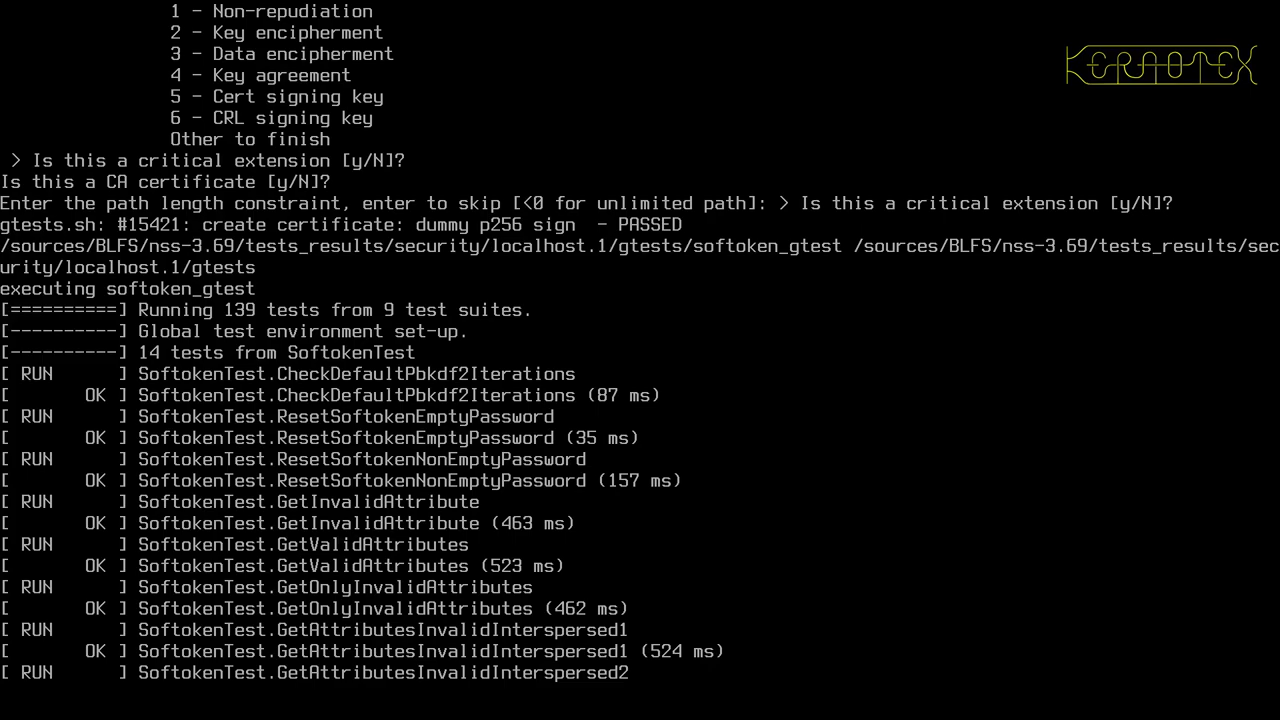 1 - Non-repudiation
2 - Key encipherment
3 - Data encipherment
4 - Key agreement
5 - Cert signing key
6 - CRL signing key
Other to finish
> Is this a critical extension [y/N]?
Is this a CA certificate [y/N]?
Enter the path length constraint, enter to skip [<0 for unlimited path]: > Is this a critical extension [y/N]?
gtests.sh: #15421: create certificate: dummy p256 sign  - PASSED
/sources/BLFS/nss-3.69/tests_results/security/localhost.1/gtests/softoken_gtest /sources/BLFS/nss-3.69/tests_results/sec
urity/localhost.1/gtests
executing softoken_gtest
[==========] Running 139 tests from 9 test suites.
[----------] Global test environment set-up.
[----------] 14 tests from SoftokenTest
[ RUN      ] SoftokenTest.CheckDefaultPbkdf2Iterations
[       OK ] SoftokenTest.CheckDefaultPbkdf2Iterations (87 ms)
[ RUN      ] SoftokenTest.ResetSoftokenEmptyPassword
[       OK ] SoftokenTest.ResetSoftokenEmptyPassword (35 ms)
[ RUN      ] SoftokenTest.ResetSoftokenNonEmptyPassword
[       OK ] SoftokenTest.ResetSoftokenNonEmptyPassword (157 ms)
[ RUN      ] SoftokenTest.GetInvalidAttribute
[       OK ] SoftokenTest.GetInvalidAttribute (463 ms)
[ RUN      ] SoftokenTest.GetValidAttributes
[       OK ] SoftokenTest.GetValidAttributes (523 ms)
[ RUN      ] SoftokenTest.GetOnlyInvalidAttributes
[       OK ] SoftokenTest.GetOnlyInvalidAttributes (462 ms)
[ RUN      ] SoftokenTest.GetAttributesInvalidInterspersed1
[       OK ] SoftokenTest.GetAttributesInvalidInterspersed1 (524 ms)
[ RUN      ] SoftokenTest.GetAttributesInvalidInterspersed2